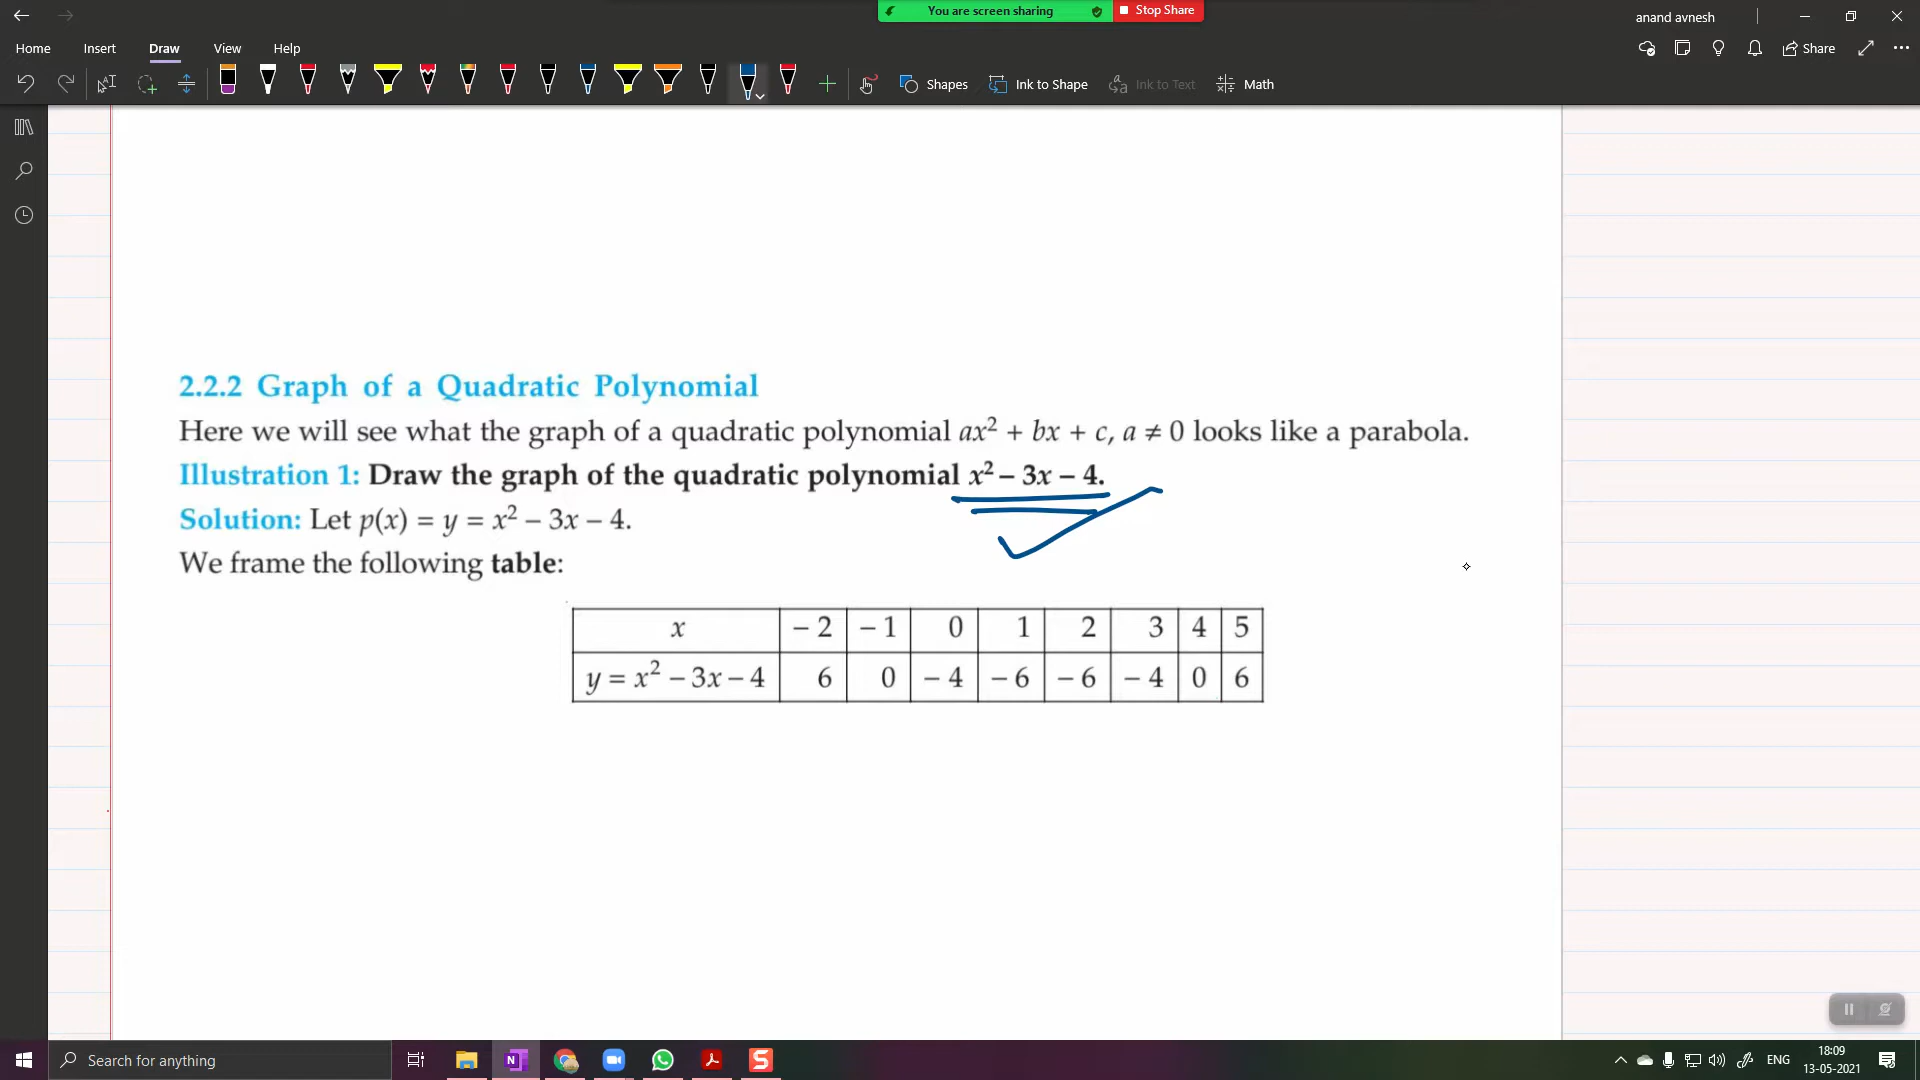 You are screen sharing
Stop Share
anand avnesh
Home Insert Draw View Help
Share
Shapes Ink to Shape Ink to Text Math
2.2.2 Graph of a Quadratic Polynomial
Here we will see what the graph of a quadratic polynomial ax² + bx + c, a ≠ 0 looks like a parabola.
Illustration 1: Draw the graph of the quadratic polynomial x² – 3x – 4.
Solution: Let p(x) = y = x² – 3x – 4.
We frame the following table:
x – 2 – 1 0 1 2 3 4 5
y = x² – 3x – 4 6 0 – 4 – 6 – 6 – 4 0 6
Search for anything
ENG
18:09
13-05-2021